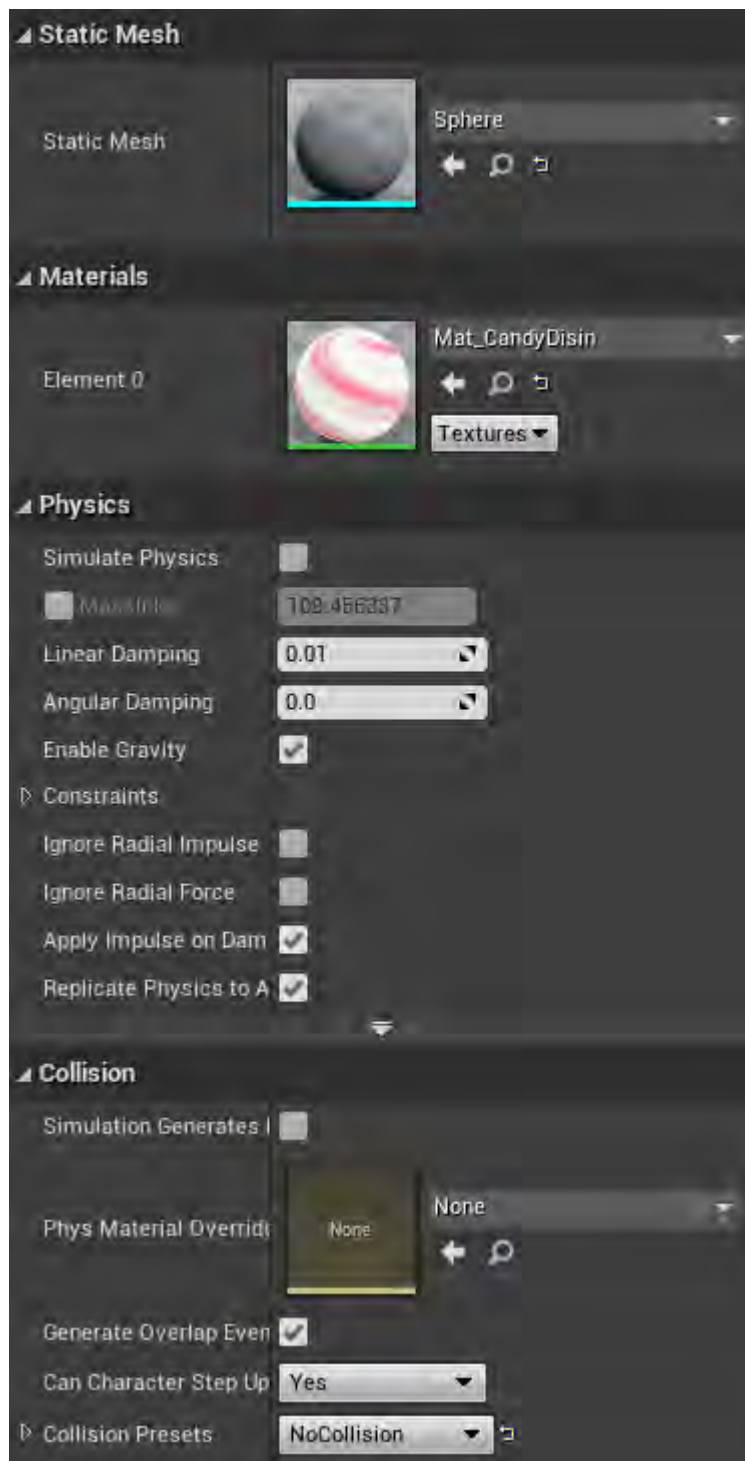 Static Mesh
Static Mesh
Sphere
Materials
Element 0
Mat_CandyDisin
Textures
Physics
Simulate Physics
109.456337
Linear Damping
0.01
Angular Damping
0.0
Enable Gravity
Constraints
Ignore Radial Impulse
Ignore Radial Force
Apply Impulse on Dam
Replicate Physics to A
Collision
Simulation Generates
Phys Material Overrid
None
None
Generate Overlap Even
Can Character Step Up
Yes
Collision Presets
NoCollision